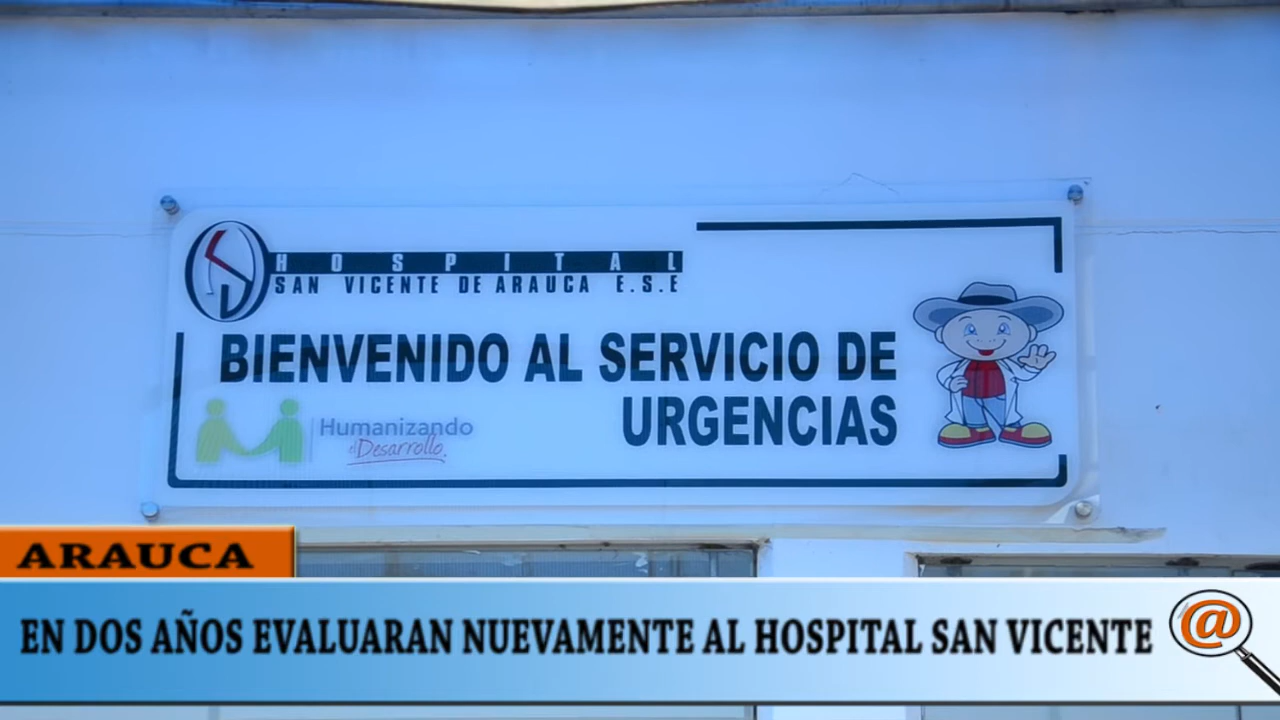 HOSPITAL
SAN VICENTE DE ARAUCA E.S.E
BIENVENIDO AL SERVICIO DE
URGENCIAS
Humanizando
el Desarrollo.
ARAUCA
EN DOS AÑOS EVALUARAN NUEVAMENTE AL HOSPITAL SAN VICENTE
@